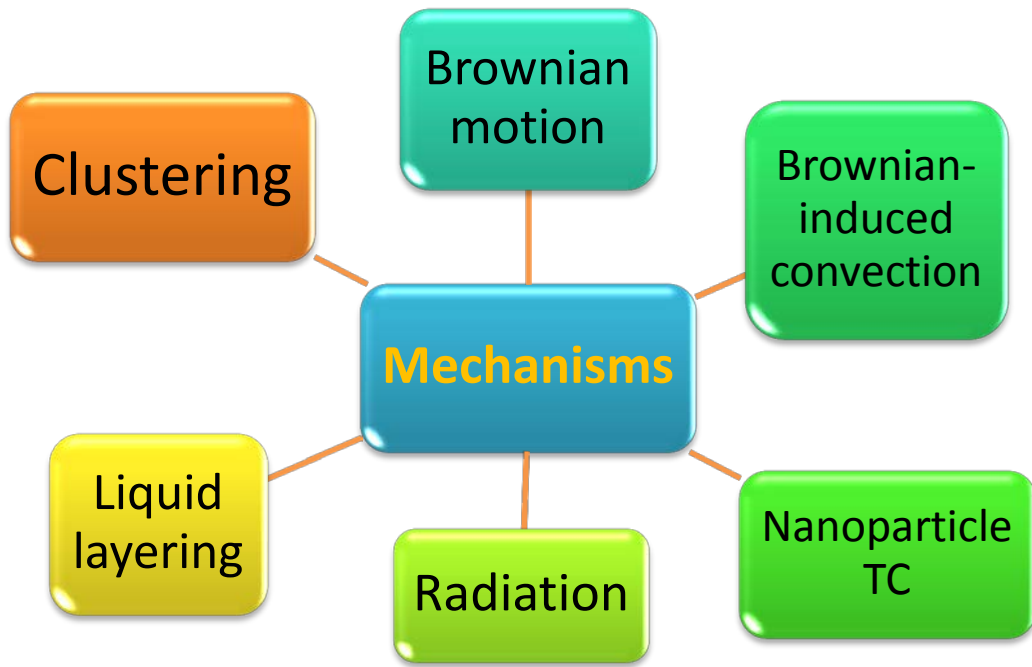 Brownian
motion
Clustering
Brownian-
induced
convection
Mechanisms
Liquid
layering
Radiation
Nanoparticle
TC